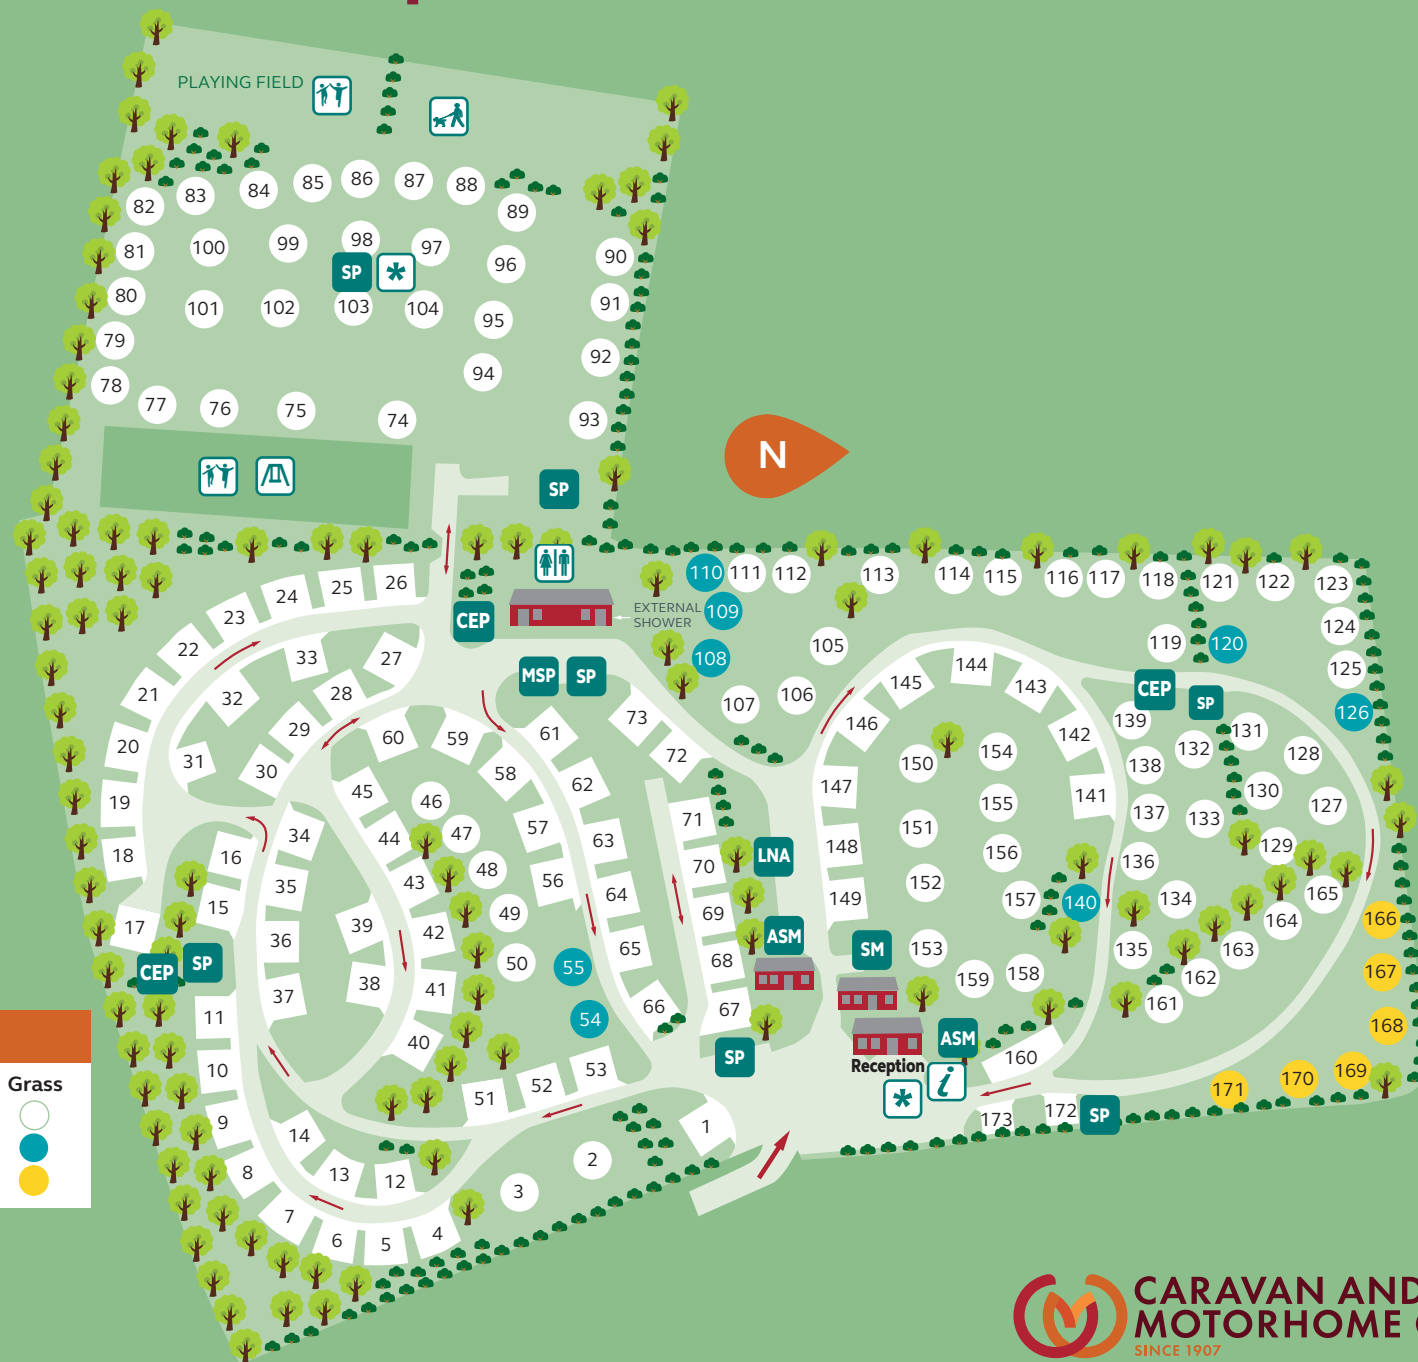 PLAYING FIELD
82 83 84 85 86 87 88 89
81 100 99 98 97 96 90
SP *
80 101 102 103 104 95 91
79 94 92
78 77 76 75 74 93
N
SP
CEP
EXTERNAL
SHOWER
110 111 112 113 114 115 116 117 118 121 122 123
109 124
108 105 119 120 125
MSP SP
107 106 126
26 25 24 23 22 21 20 19 18 17
33 27 32 28 29 31 30
60 59 61 58 62 73 72
45 46 44 47 57 63 71
34 16 43 48 56 64 70
35 15 42 49 65 69
36 39 41 50 55 68
37 38 40 54 66 67
CEP SP
LNA
ASM
SM
145 144 143 146 142 147 141
150 154 155 151 148 156 152 149 157 140
153 159 158
CEP SP
139 132 131 128 138 130 127
137 133 129 136 134 165 164
135 163 162 161
166
167
168
169
170
171
11 10 9 8 7 6 5 4
14 13 12 51 52 53
3 2 1
SP
Reception
ASM
* i
160
173 172 SP
Grass
CARAVAN AND
MOTORHOME
SINCE 1907